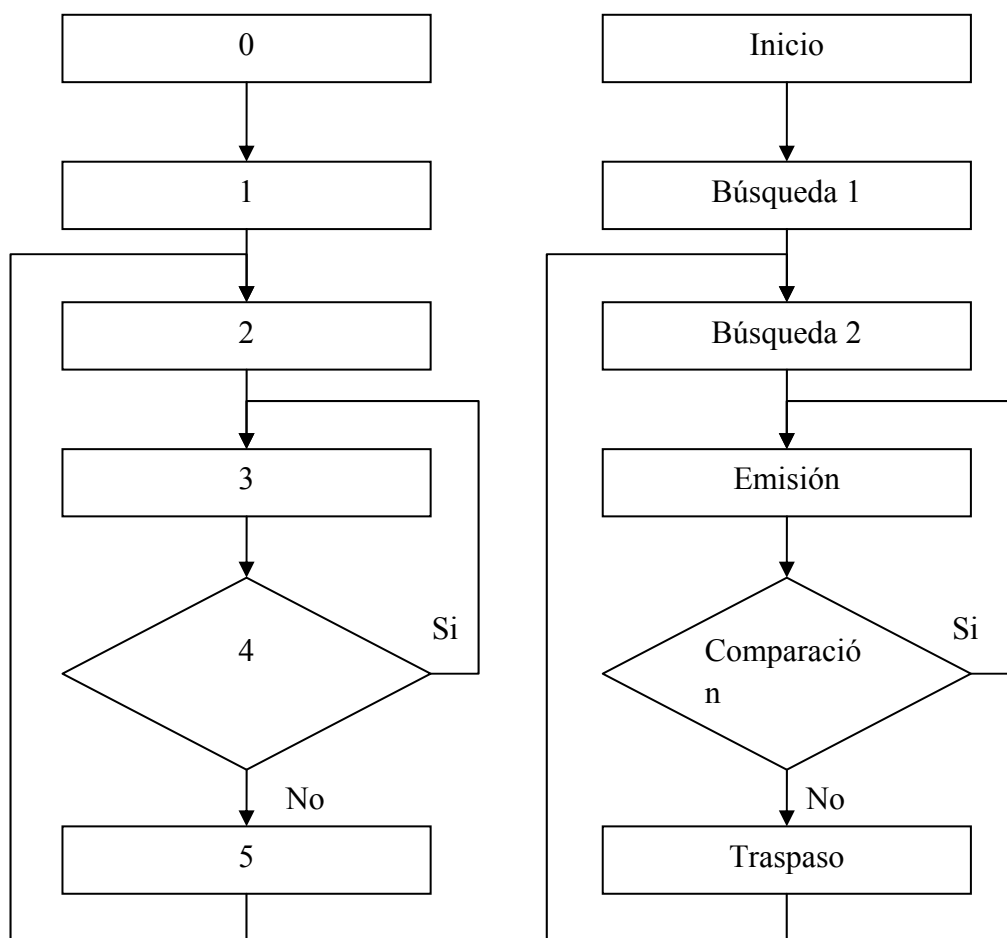 0
1
2
3
4
Si
No
5
Inicio
Búsqueda 1
Búsqueda 2
Emisión
Comparació
n
Si
No
Traspaso